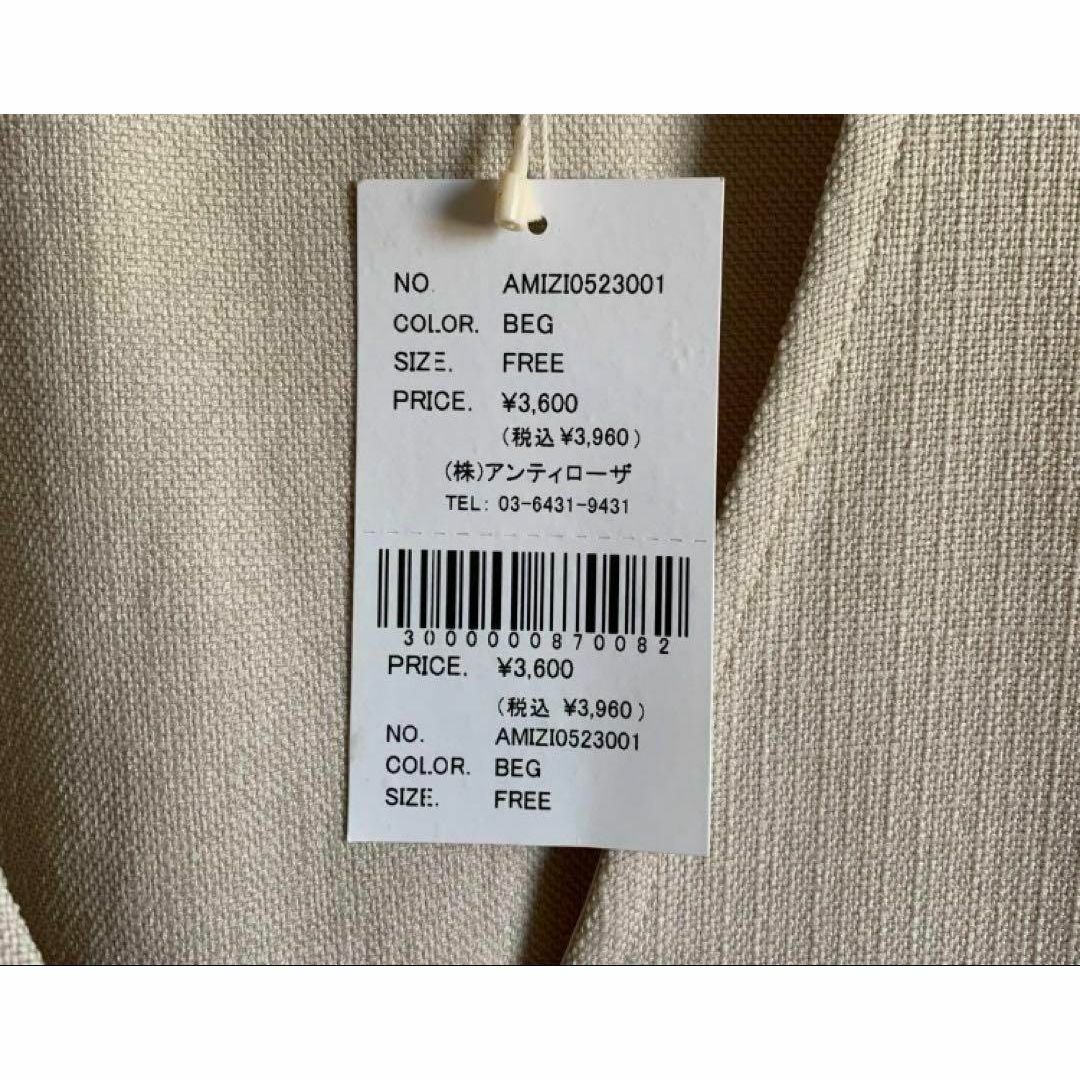 NO. AMIZI0523001
COLOR. BEG
SIZE. FREE
PRICE. ¥3,600
(税込 ¥3,960)
(株)アンティローザ
TEL: 03-6431-9431
3000000870082
PRICE. ¥3,600
(税込 ¥3,960)
NO. AMIZI0523001
COLOR. BEG
SIZE. FREE